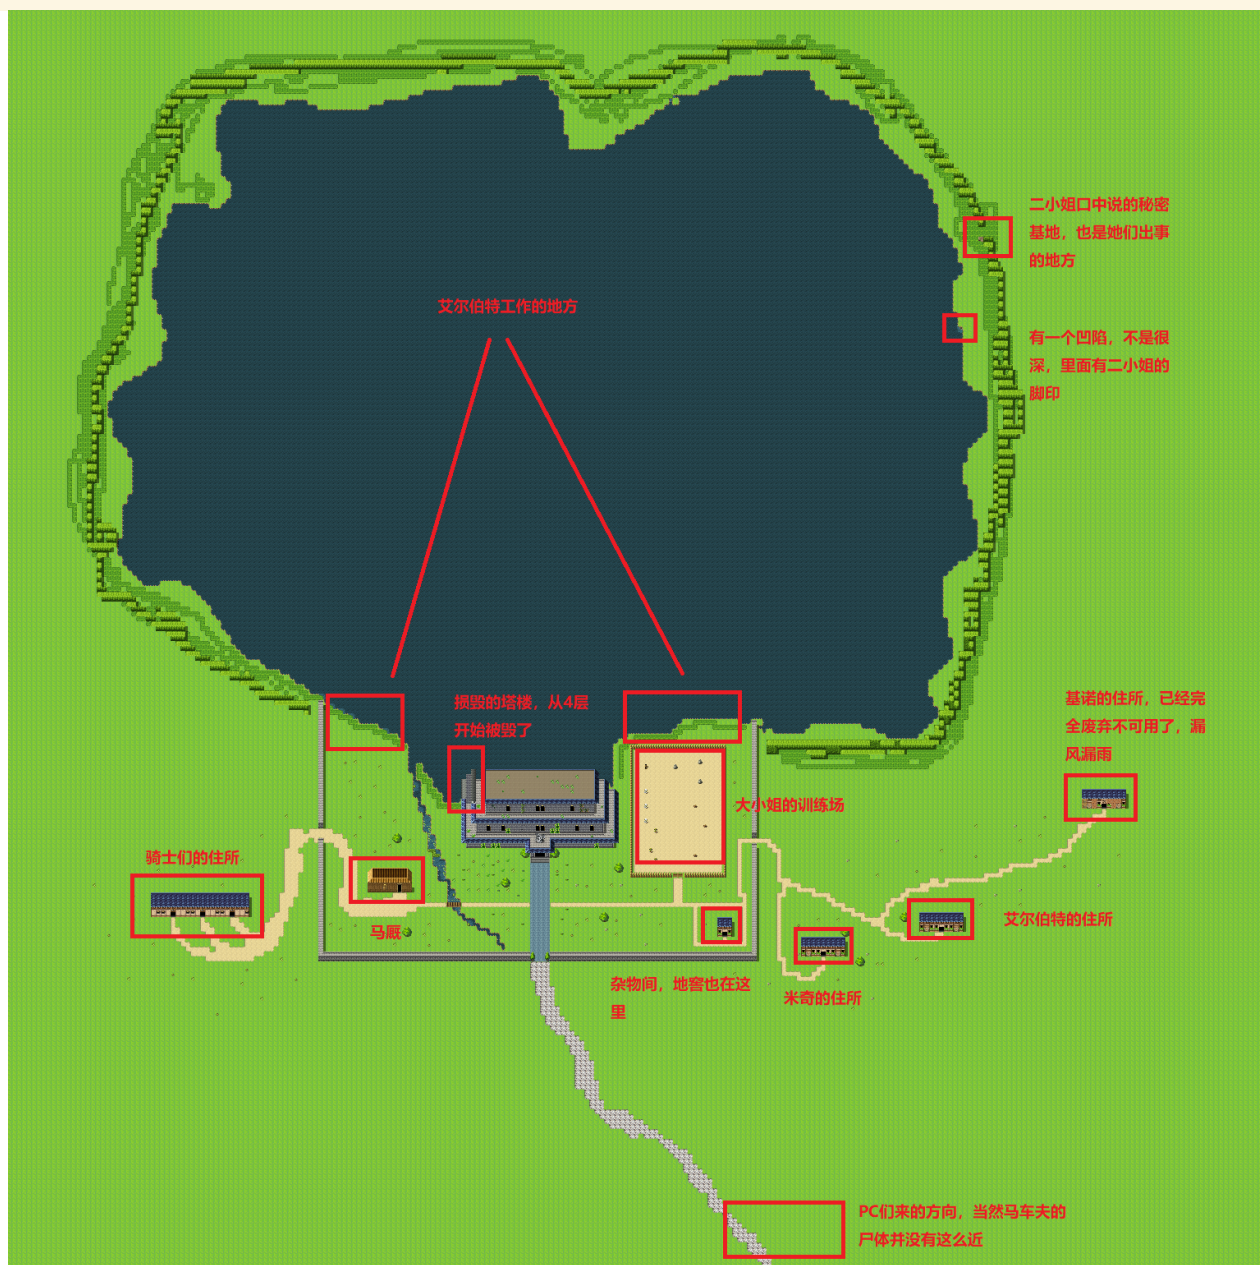 二小姐口中说的秘密
基地，也是她们出事
的地方
艾尔伯特工作的地方
有一个凹陷，不是很
深，里面有二小姐的
脚印
损毁的塔楼，从4层
开始被毁了
基诺的住所，已经完
全废弃不可用了，漏
风漏雨
大小姐的训练场
骑士们的住所
马厩
艾尔伯特的住所
杂物间，地窖也在这
里
米奇的住所
PC们来的方向，当然马车夫的
尸体并没有这么近